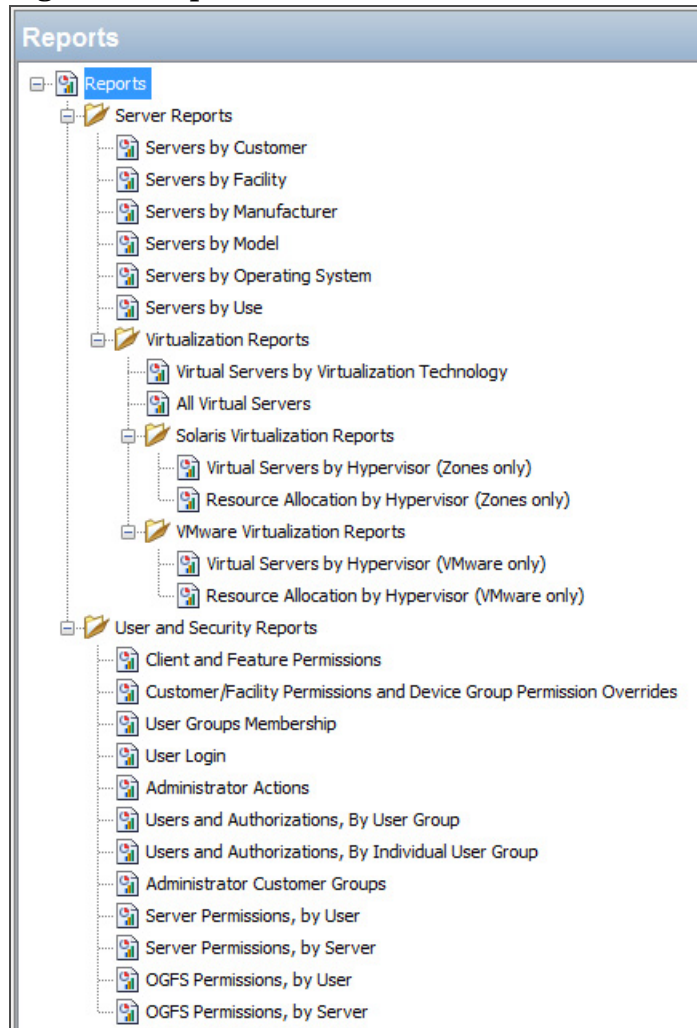 Reports
Reports
Server Reports
Servers by Customer
Servers by Facility
Servers by Manufacturer
Servers by Model
Servers by Operating System
Servers by Use
Virtualization Reports
Virtual Servers by Virtualization Technology
All Virtual Servers
Solaris Virtualization Reports
Virtual Servers by Hypervisor (Zones only)
Resource Allocation by Hypervisor (Zones only)
VMware Virtualization Reports
Virtual Servers by Hypervisor (VMware only)
Resource Allocation by Hypervisor (VMware only)
User and Security Reports
Client and Feature Permissions
Customer/Facility Permissions and Device Group Permission Overrides
User Groups Membership
User Login
Administrator Actions
Users and Authorizations, By User Group
Users and Authorizations, By Individual User Group
Administrator Customer Groups
Server Permissions, by User
Server Permissions, by Server
OGFS Permissions, by User
OGFS Permissions, by Server